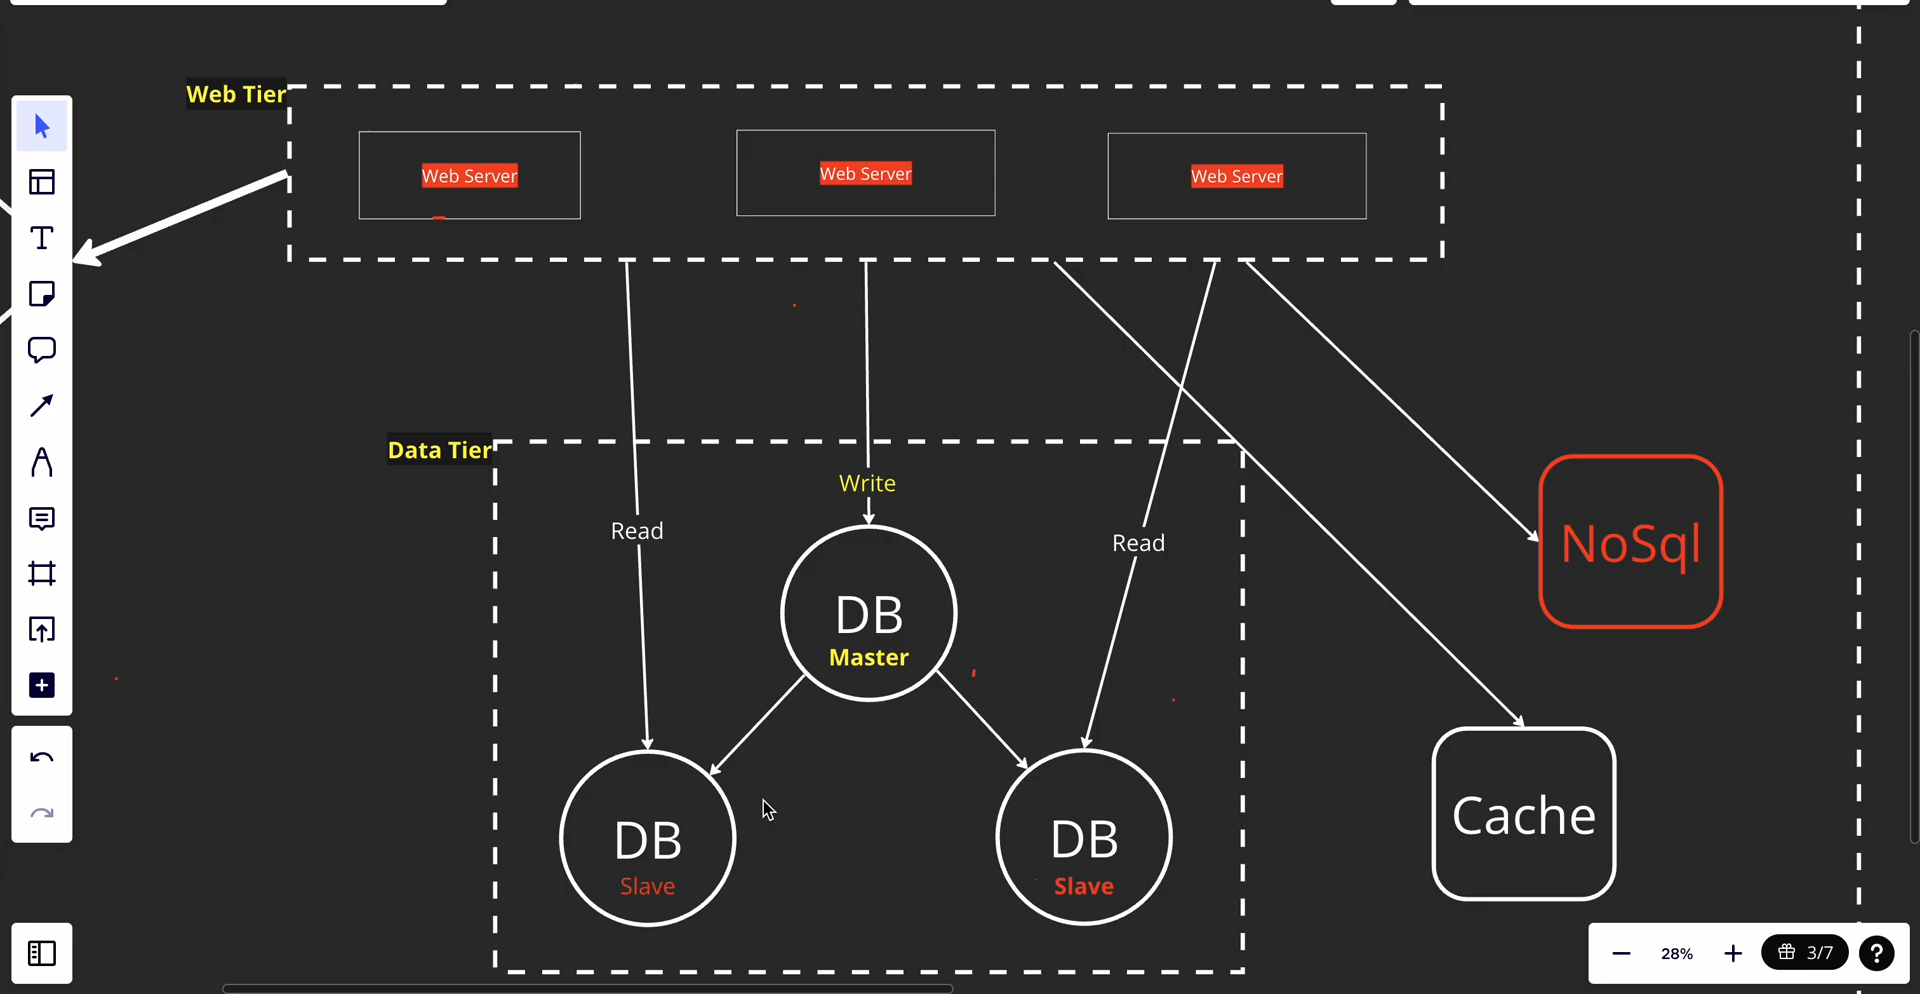 Web Tier
Web Server
Web Server
Web Server
Data Tier
Write
Read
Read
DB
Master
NoSql
DB
Slave
DB
Slave
Cache
28%
3/7
?